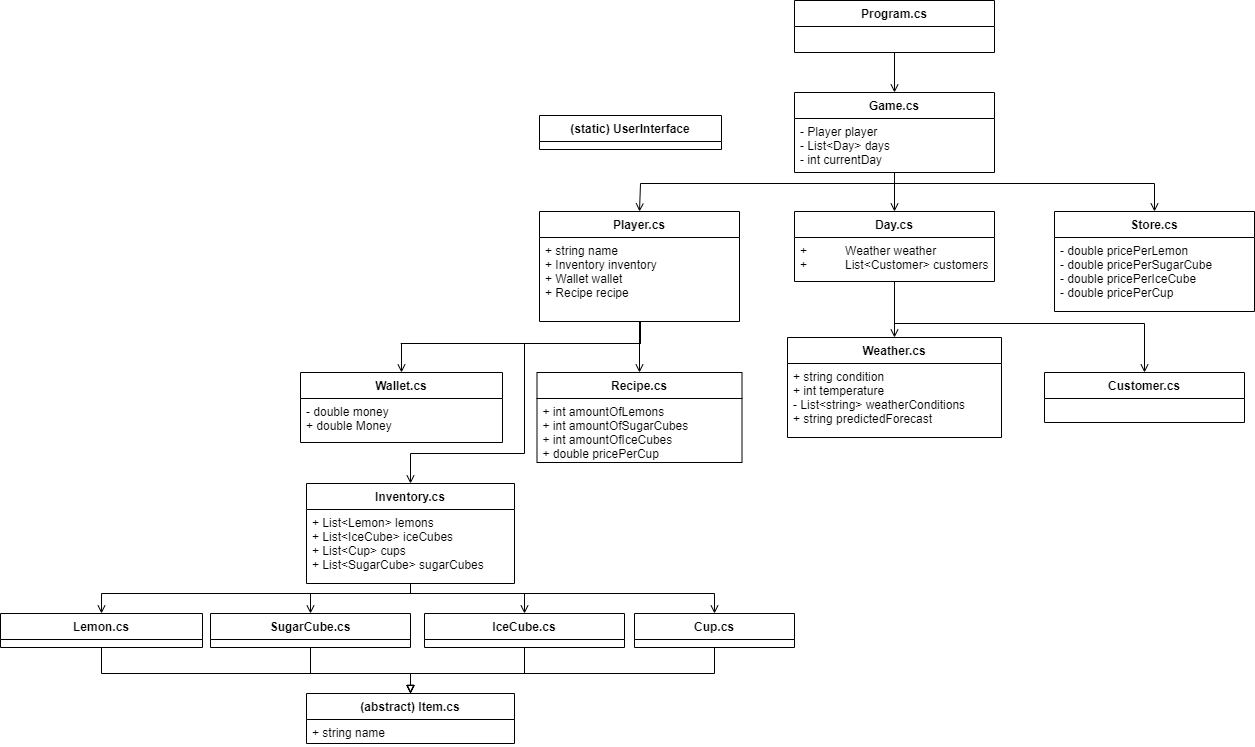 Program.cs
Game.cs
- Player player
- List<Day> days
- int currentDay
(static) UserInterface
Player.cs
+ string name
+ Inventory inventory
+ Wallet wallet
+ Recipe recipe
Day.cs
+ Weather weather
+ List<Customer> customers
Store.cs
- double pricePerLemon
- double pricePerSugarCube
- double pricePerIceCube
- double pricePerCup
Wallet.cs
- double money
+ double Money
Recipe.cs
+ int amountOfLemons
+ int amountOfSugarCubes
+ int amountOfIceCubes
+ double pricePerCup
Weather.cs
+ string condition
+ int temperature
- List<string> weatherConditions
+ string predictedForecast
Customer.cs
Inventory.cs
+ List<Lemon> lemons
+ List<IceCube> iceCubes
+ List<Cup> cups
+ List<SugarCube> sugarCubes
Lemon.cs
SugarCube.cs
IceCube.cs
Cup.cs
(abstract) Item.cs
+ string name